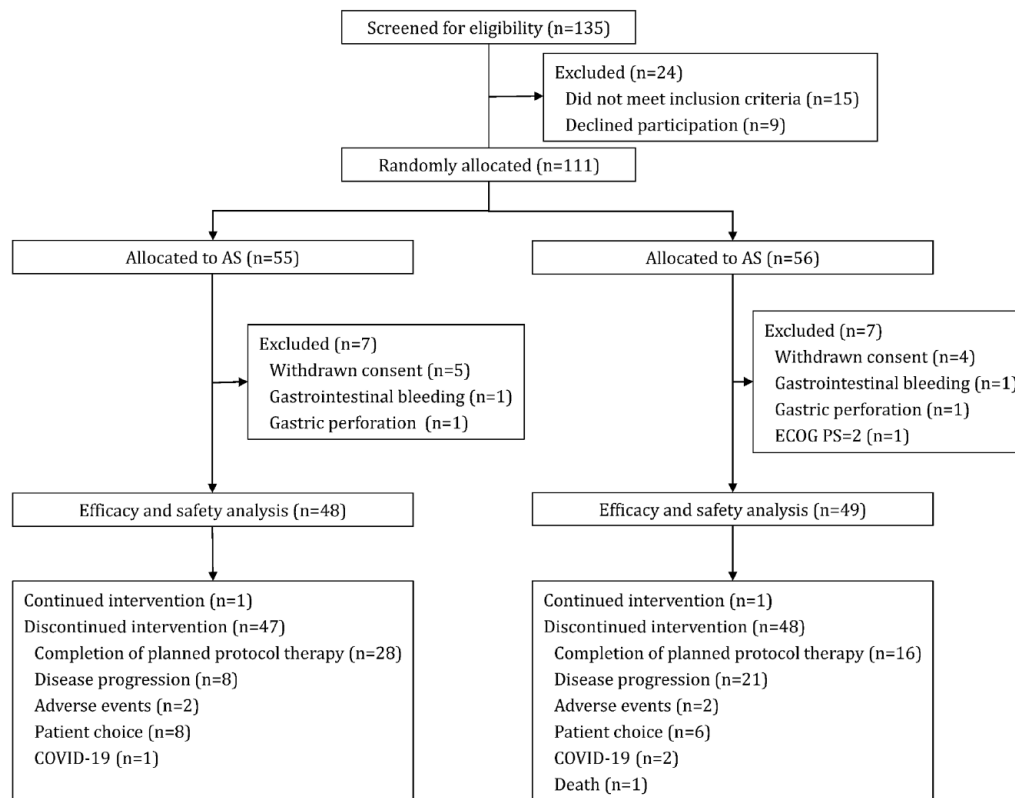 Screened for eligibility (n=135)
Excluded (n=24)
Did not meet inclusion criteria (n=15)
Declined participation (n=9)
Randomly allocated (n=111)
Allocated to AS (n=55)
Excluded (n=7)
Withdrawn consent (n=5)
Gastrointestinal bleeding (n=1)
Gastric perforation (n=1)
Efficacy and safety analysis (n=48)
Continued intervention (n=1)
Discontinued intervention (n=47)
Completion of planned protocol therapy (n=28)
Disease progression (n=8)
Adverse events (n=2)
Patient choice (n=8)
COVID-19 (n=1)
Allocated to AS (n=56)
Excluded (n=7)
Withdrawn consent (n=4)
Gastrointestinal bleeding (n=1)
Gastric perforation (n=1)
ECOG PS=2 (n=1)
Efficacy and safety analysis (n=49)
Continued intervention (n=1)
Discontinued intervention (n=48)
Completion of planned protocol therapy (n=16)
Disease progression (n=21)
Adverse events (n=2)
Patient choice (n=6)
COVID-19 (n=2)
Death (n=1)